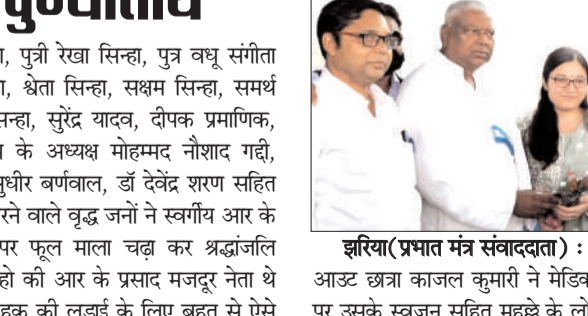 पुण्यतिथि
, पुत्री रेखा सिन्हा, पुत्र वधू संगीता
, श्वेता सिन्हा, सक्षम सिन्हा, समर्थ
सुरेंद्र यादव, दीपक प्रमाणिक,
के अध्यक्ष मोहम्मद नौशाद गद्दी,
बर्णवाल, डॉ देवेंद्र शरण सहित
वाले वृद्ध जनों ने स्वर्गीय आर के
पर फूल माला चढ़ा कर श्रद्धांजलि
हो की आर के प्रसाद मजदूर नेता थे
हक की लड़ाई के लिए बहुत से ऐसे
झरिया(प्रभात मंत्र संवाददाता) :
आउट छात्रा काजल कुमारी ने
पर उसके स्वजन सहित महल्ले के